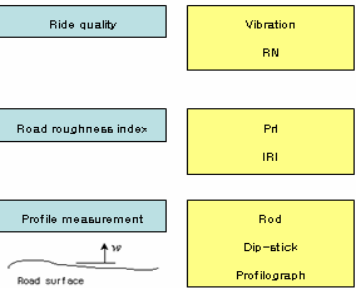 Ride quality
Vibration
RN
Road roughness index
PrI
IRI
Profile measurement
Rod
Dip-stick
Profilograph
w
Road surface